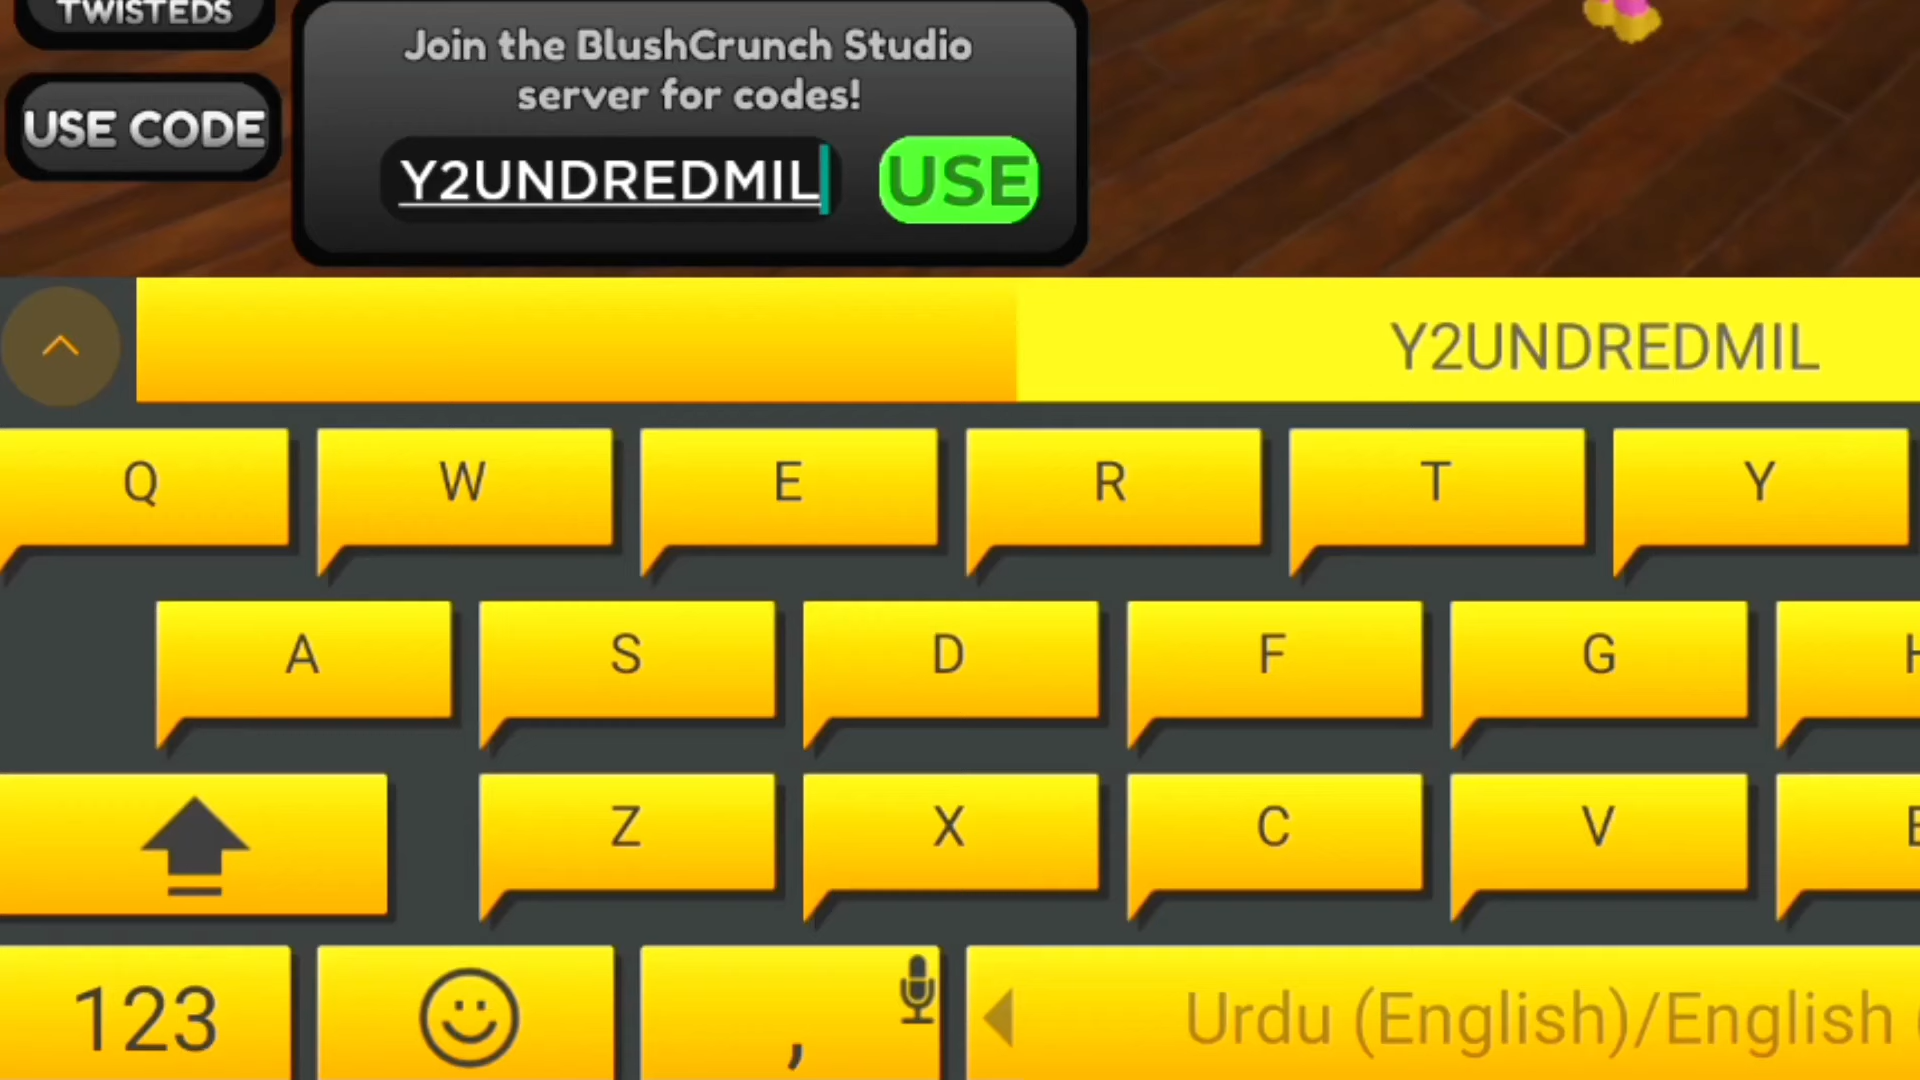 TWISTEDS
USE CODE
Join the BlushCrunch Studio
server for codes!
Y2UNDREDMIL
USE
Y2UNDREDMIL
Q W E R T Y
A S D F G H
Z X C V
123 , Urdu (English)/English